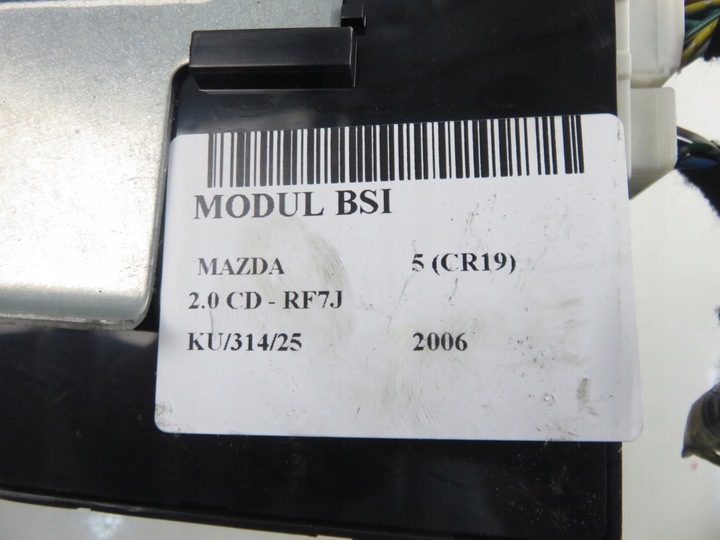 MODUL BSI
MAZDA 5 (CR19)
2.0 CD - RF7J
KU/314/25 2006